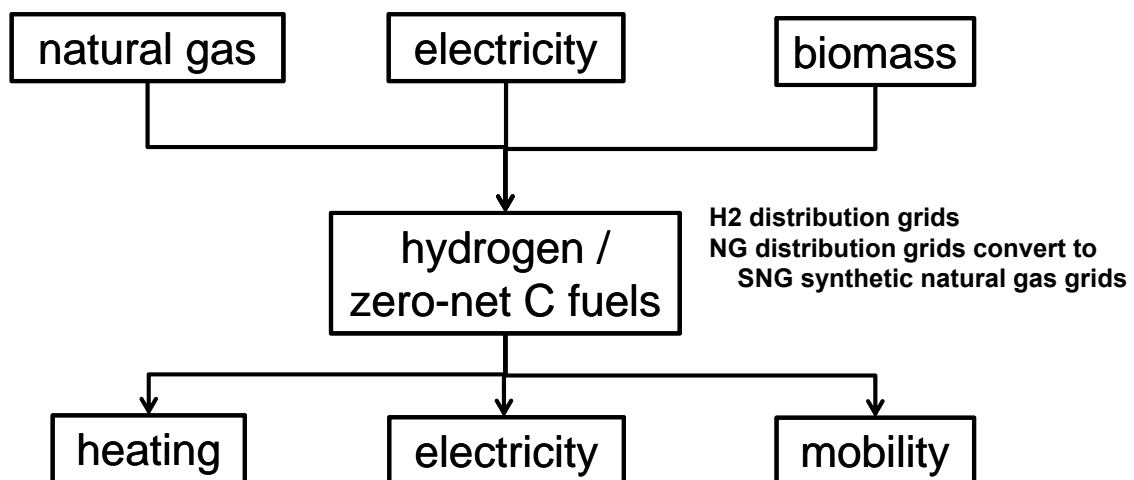 natural gas
electricity
biomass
hydrogen /
zero-net C fuels
H2 distribution grids
NG distribution grids convert to
SNG synthetic natural gas grids
heating
electricity
mobility